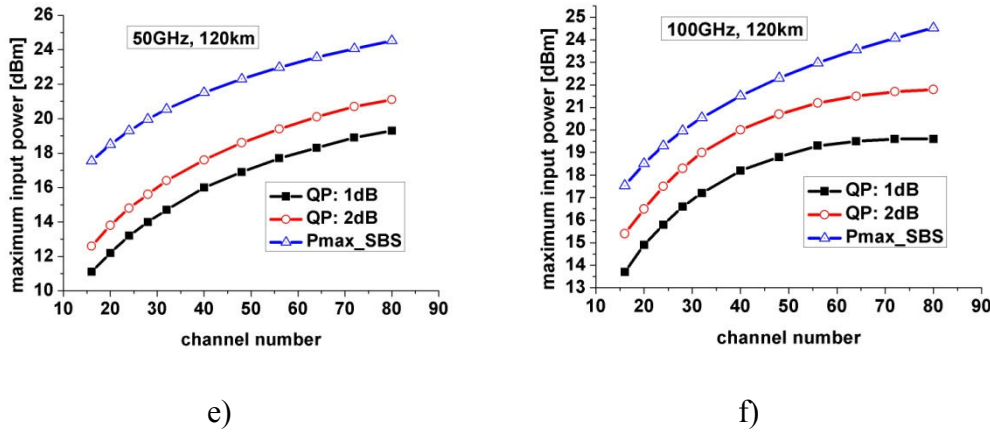 maximum input power [dBm]
26
24
22
20
18
16
14
12
10
50GHz, 120km
QP: 1dB
QP: 2dB
Pmax_SBS
10 20 30 40 50 60 70 80 90
channel number
e)
maximum input power [dBm]
25
24
23
22
21
20
19
18
17
16
15
14
13
100GHz, 120km
QP: 1dB
QP: 2dB
Pmax_SBS
10 20 30 40 50 60 70 80 90
channel number
f)